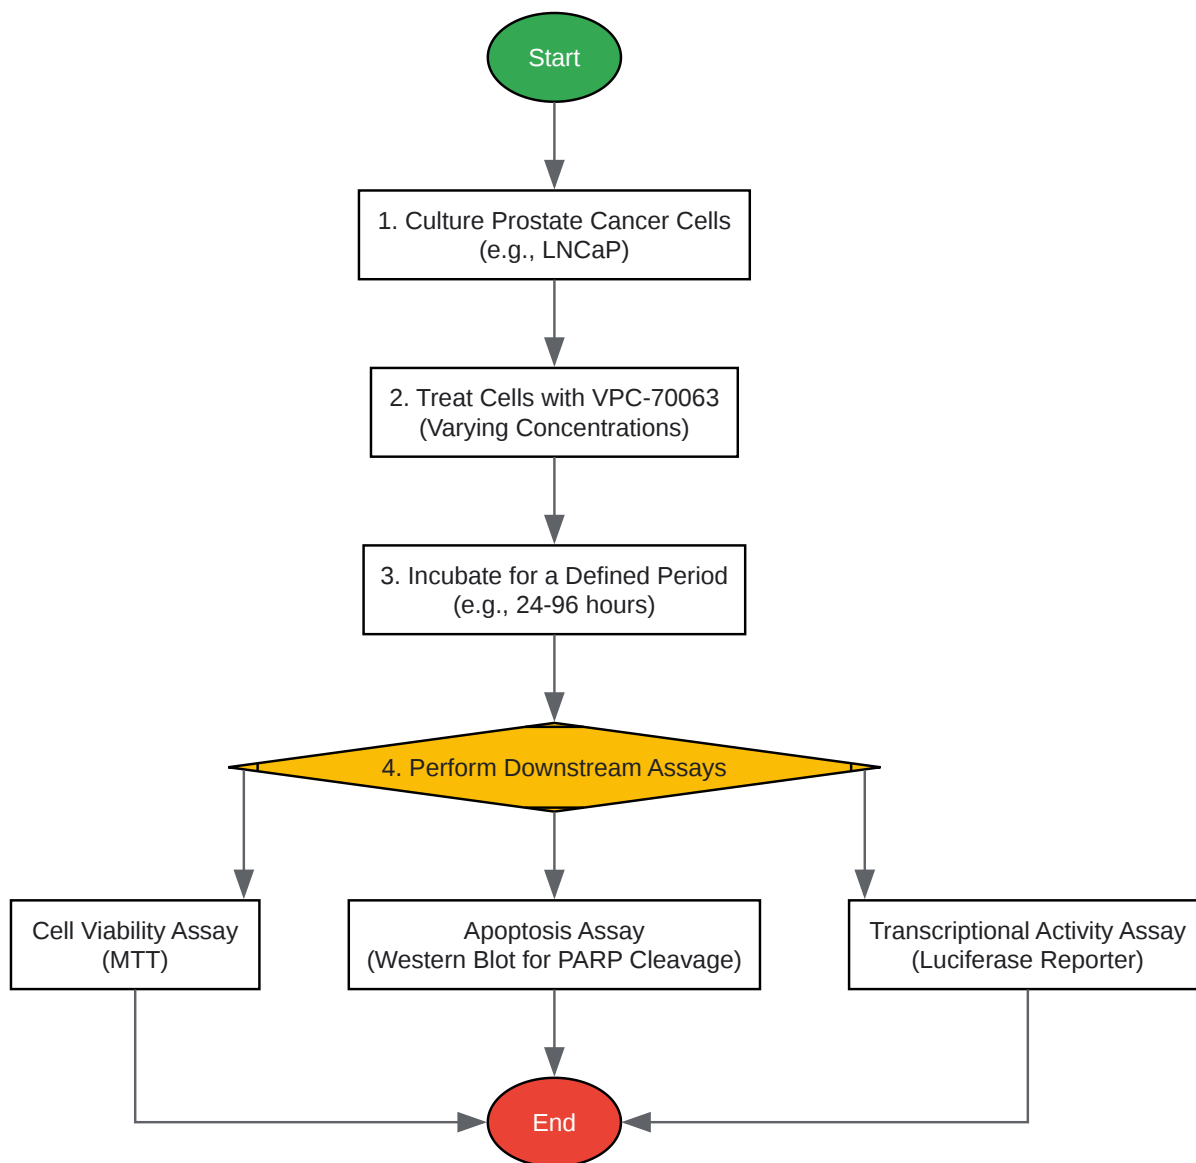 Start
1. Culture Prostate Cancer Cells
(e.g., LNCaP)
2. Treat Cells with VPC-70063
(Varying Concentrations)
3. Incubate for a Defined Period
(e.g., 24-96 hours)
4. Perform Downstream Assays
Cell Viability Assay
(MTT)
Apoptosis Assay
(Western Blot for PARP Cleavage)
Transcriptional Activity Assay
(Luciferase Reporter)
End